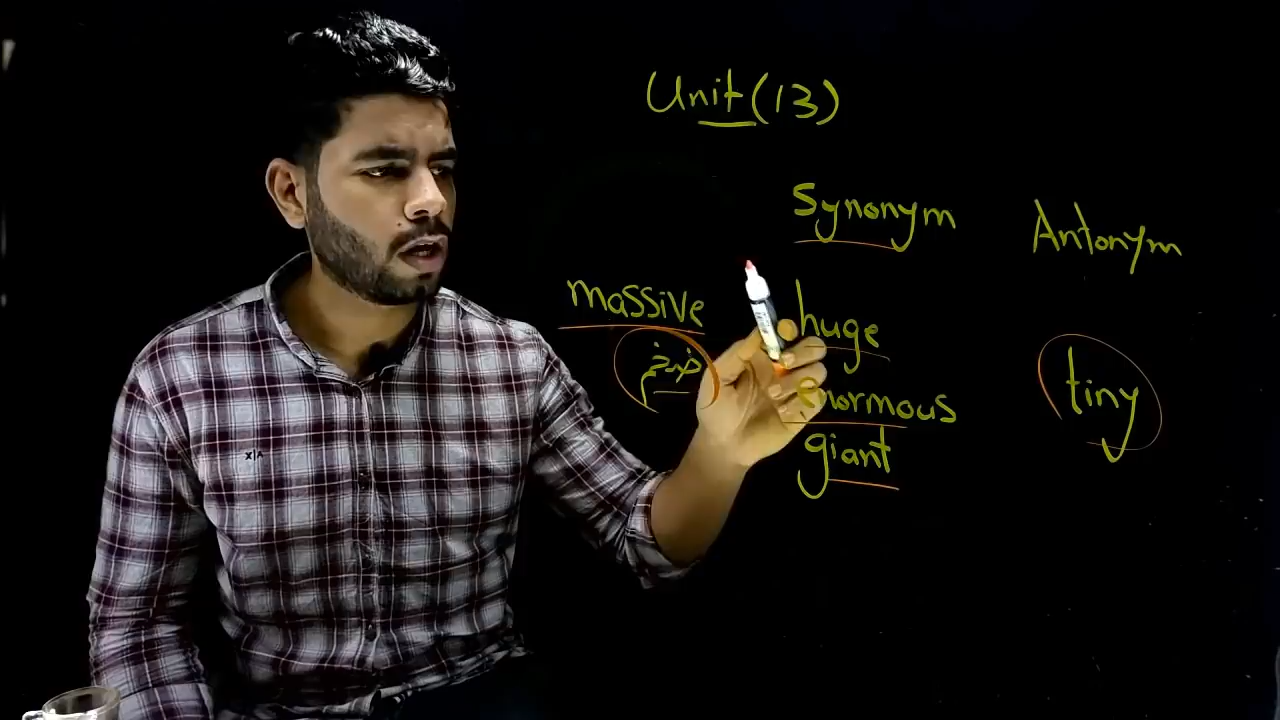 Unit (13)
Synonym Antonym
massive huge
ضخم
enormous tiny
giant